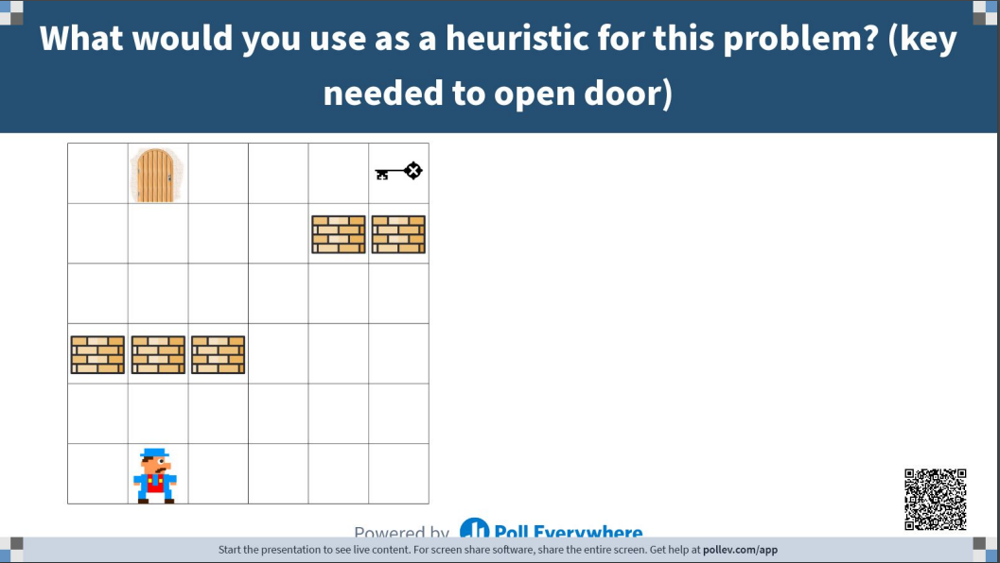 What would you use as a heuristic for this problem? (key
needed to open door)
Powered by Poll Everywhere
Start the presentation to see live content. For screen share software, share the entire screen. Get help at pollev.com/app